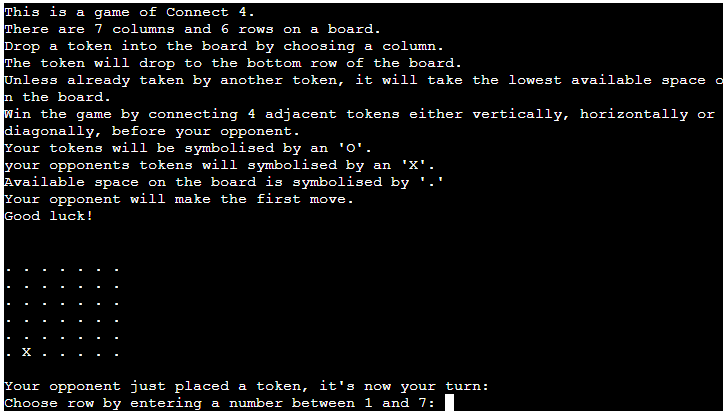 This is a game of Connect 4.
There are 7 columns and 6 rows on a board.
Drop a token into the board by choosing a column.
The token will drop to the bottom row of the board.
Unless already taken by another token, it will take the lowest available space o
n the board.
Win the game by connecting 4 adjacent tokens either vertically, horizontally or
diagonally, before your opponent.
Your tokens will be symbolised by an 'O'.
your opponents tokens will symbolised by an 'X'.
Available space on the board is symbolised by '.'
Your opponent will make the first move.
Good luck!
. . . . . . .
. . . . . . .
. . . . . . .
. . . . . . .
. . . . . . .
. X . . . . .
Your opponent just placed a token, it's now your turn:
Choose row by entering a number between 1 and 7: